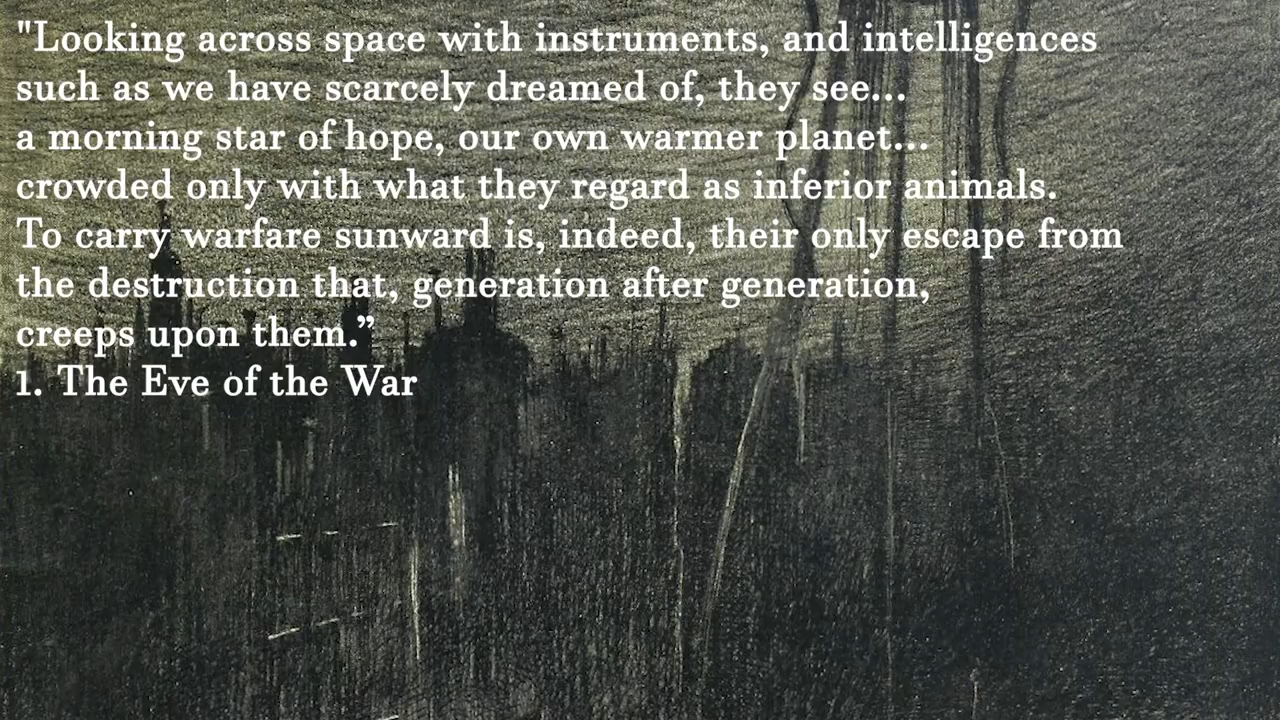 "Looking across space with instruments, and intelligences
such as we have scarcely dreamed of, they see...
a morning star of hope, our own warmer planet...
crowded only with what they regard as inferior animals.
To carry warfare sunward is, indeed, their only escape from
the destruction that, generation after generation,
creeps upon them.”
1. The Eve of the War